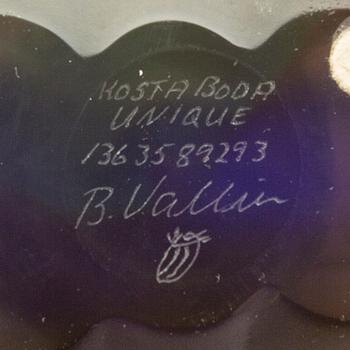 KOSTA BODA
UNIQUE
1363589293
B. Vallien